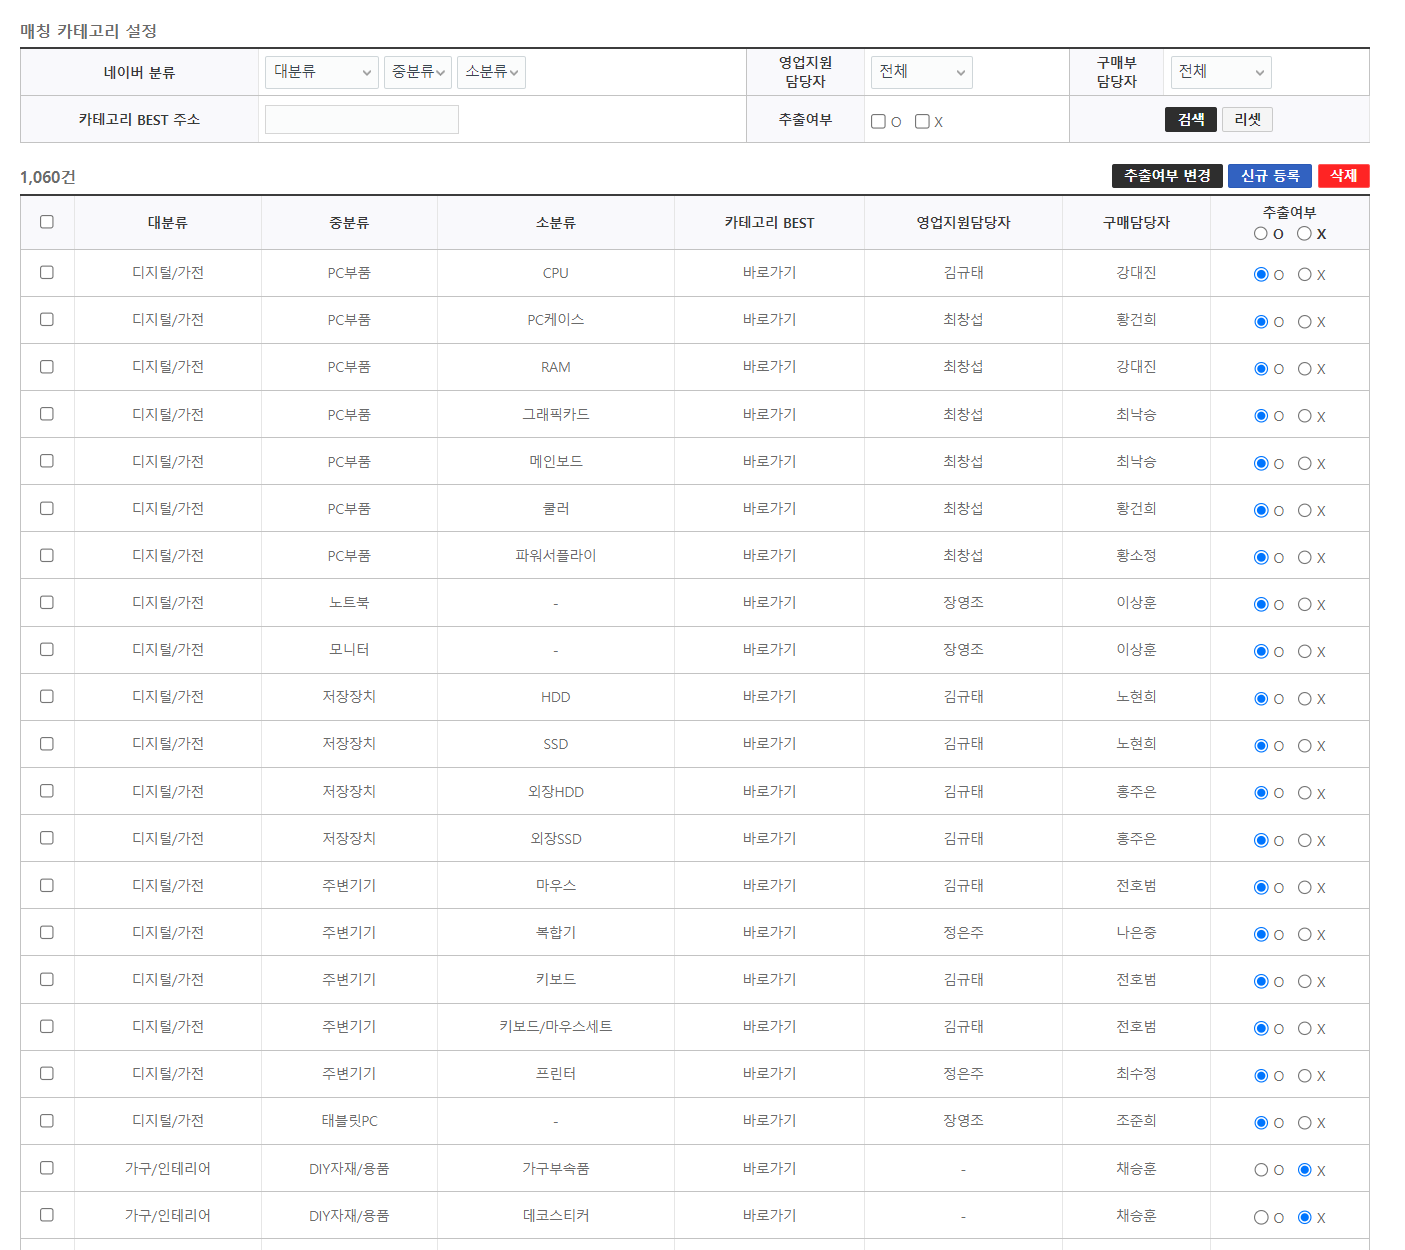 매칭 카테고리 설정
네이버 분류 대분류 중분류 소분류 영업지원 담당자 전체 구매부 담당자 전체
카테고리 BEST 주소 추출여부 O X 검색 리셋
1,060건 추출여부 변경 신규 등록 삭제
대분류 중분류 소분류 카테고리 BEST 영업지원담당자 구매담당자 추출여부 O X
디지털/가전 PC부품 CPU 바로가기 김규태 강대진 O X
디지털/가전 PC부품 PC케이스 바로가기 최창섭 황건희 O X
디지털/가전 PC부품 RAM 바로가기 최창섭 강대진 O X
디지털/가전 PC부품 그래픽카드 바로가기 최창섭 최낙승 O X
디지털/가전 PC부품 메인보드 바로가기 최창섭 최낙승 O X
디지털/가전 PC부품 쿨러 바로가기 최창섭 황건희 O X
디지털/가전 PC부품 파워서플라이 바로가기 최창섭 황소정 O X
디지털/가전 노트북 - 바로가기 장영조 이상훈 O X
디지털/가전 모니터 - 바로가기 장영조 이상훈 O X
디지털/가전 저장장치 HDD 바로가기 김규태 노현희 O X
디지털/가전 저장장치 SSD 바로가기 김규태 노현희 O X
디지털/가전 저장장치 외장HDD 바로가기 김규태 홍주은 O X
디지털/가전 저장장치 외장SSD 바로가기 김규태 홍주은 O X
디지털/가전 주변기기 마우스 바로가기 김규태 전호범 O X
디지털/가전 주변기기 복합기 바로가기 정은주 나은중 O X
디지털/가전 주변기기 키보드 바로가기 김규태 전호범 O X
디지털/가전 주변기기 키보드/마우스세트 바로가기 김규태 전호범 O X
디지털/가전 주변기기 프린터 바로가기 정은주 최수정 O X
디지털/가전 태블릿PC - 바로가기 장영조 조준희 O X
가구/인테리어 DIY자재/용품 가구부속품 바로가기 - 채승훈 O X
가구/인테리어 DIY자재/용품 데코스티커 바로가기 - 채승훈 O X